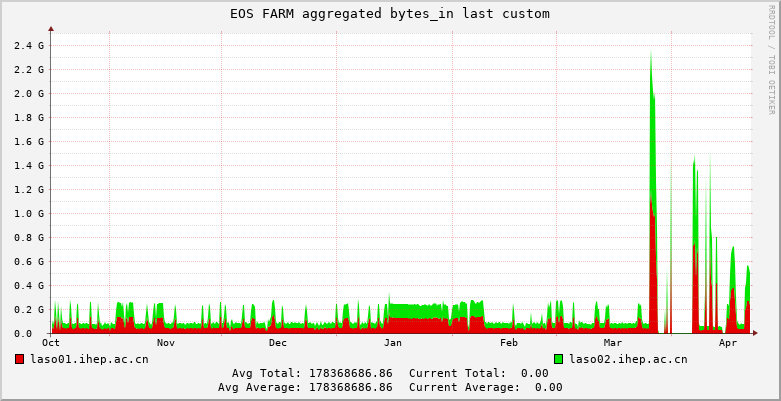 EOS FARM aggregated bytes_in last custom
RRDTOOL / TOBI OETIKER
2.4 G
2.2 G
2.0 G
1.8 G
1.6 G
1.4 G
1.2 G
1.0 G
0.8 G
0.6 G
0.4 G
0.2 G
0.0
Oct Nov Dec Jan Feb Mar Apr
laso01.ihep.ac.cn laso02.ihep.ac.cn
Avg Total: 178368686.86 Current Total: 0.00
Avg Average: 178368686.86 Current Average: 0.00